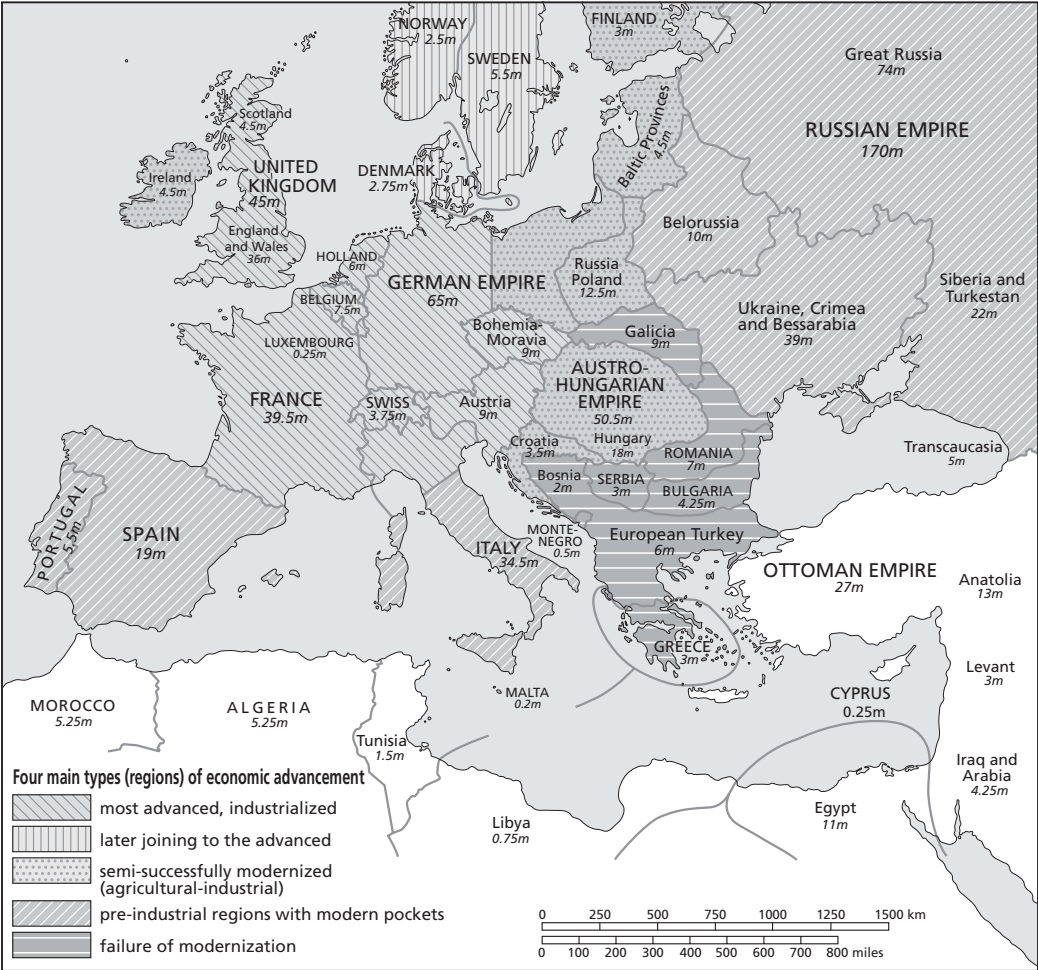 NORWAY
2.5m
SWEDEN
5.5m
FINLAND
3m
Great Russia
74m
RUSSIAN EMPIRE
170m
Scotland
4.5m
Ireland
4.5m
UNITED
KINGDOM
45m
England
and Wales
36m
DENMARK
2.75m
Baltic Provinces
4.5m
Belorussia
10m
HOLLAND
6m
BELGIUM
7.5m
LUXEMBOURG
0.25m
GERMAN EMPIRE
65m
Russia
Poland
12.5m
Siberia and
Turkestan
22m
Ukraine, Crimea
and Bessarabia
39m
Bohemia-
Moravia
9m
Galicia
9m
FRANCE
39.5m
SWISS
3.75m
Austria
9m
AUSTRO-
HUNGARIAN
EMPIRE
50.5m
Hungary
18m
Croatia
3.5m
Bosnia
2m
SERBIA
3m
ROMANIA
7m
BULGARIA
4.25m
Transcaucasia
5m
PORTUGAL
5.5m
SPAIN
19m
ITALY
34.5m
MONTE-
NEGRO
0.5m
European Turkey
6m
OTTOMAN EMPIRE
27m
Anatolia
13m
GREECE
3m
Levant
3m
MALTA
0.2m
CYPRUS
0.25m
MOROCCO
5.25m
ALGERIA
5.25m
Tunisia
1.5m
Libya
0.75m
Egypt
11m
Iraq and
Arabia
4.25m
Four main types (regions) of economic advancement
most advanced, industrialized
later joining to the advanced
semi-successfully modernized
(agricultural-industrial)
pre-industrial regions with modern pockets
failure of modernization
0 250 500 750 1000 1250 1500 km
0 100 200 300 400 500 600 700 800 miles